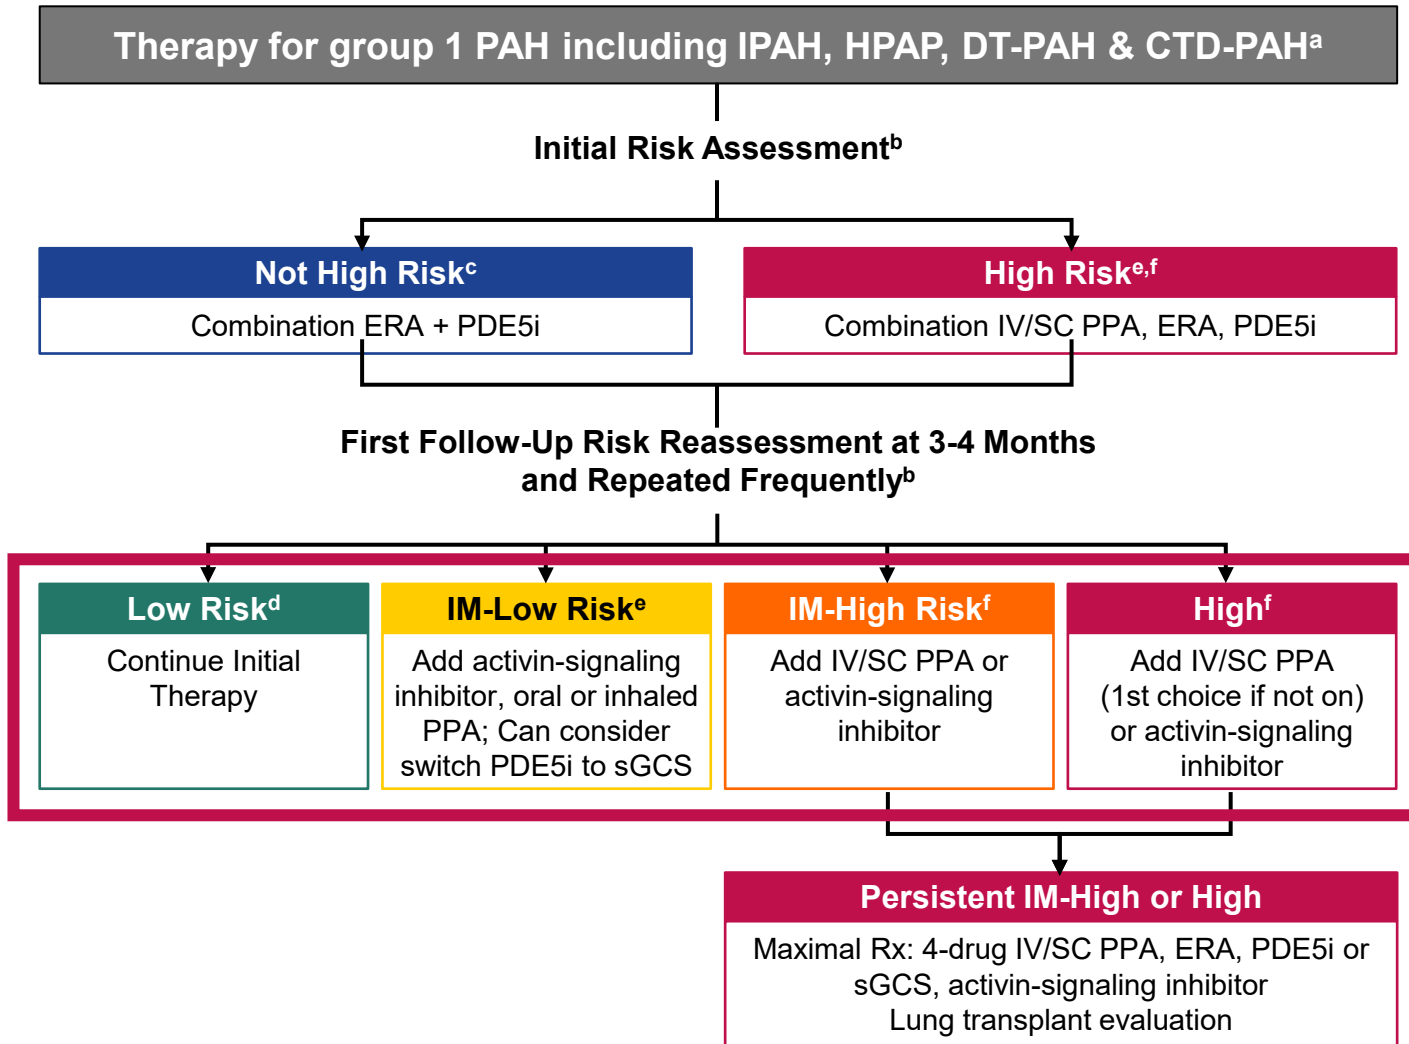 Therapy for group 1 PAH including IPAH, HPAP, DT-PAH & CTD-PAHᵃ
Initial Risk Assessmentᵇ
Not High Riskᶜ
Combination ERA + PDE5i
High Riskᵉ,ᶠ
Combination IV/SC PPA, ERA, PDE5i
First Follow-Up Risk Reassessment at 3-4 Months
and Repeated Frequentlyᵇ
Low Riskᵈ
Continue Initial
Therapy
IM-Low Riskᵉ
Add activin-signaling
inhibitor, oral or inhaled
PPA; Can consider
switch PDE5i to sGCS
IM-High Riskᶠ
Add IV/SC PPA or
activin-signaling
inhibitor
Highᶠ
Add IV/SC PPA
(1st choice if not on)
or activin-signaling
inhibitor
Persistent IM-High or High
Maximal Rx: 4-drug IV/SC PPA, ERA, PDE5i or
sGCS, activin-signaling inhibitor
Lung transplant evaluation